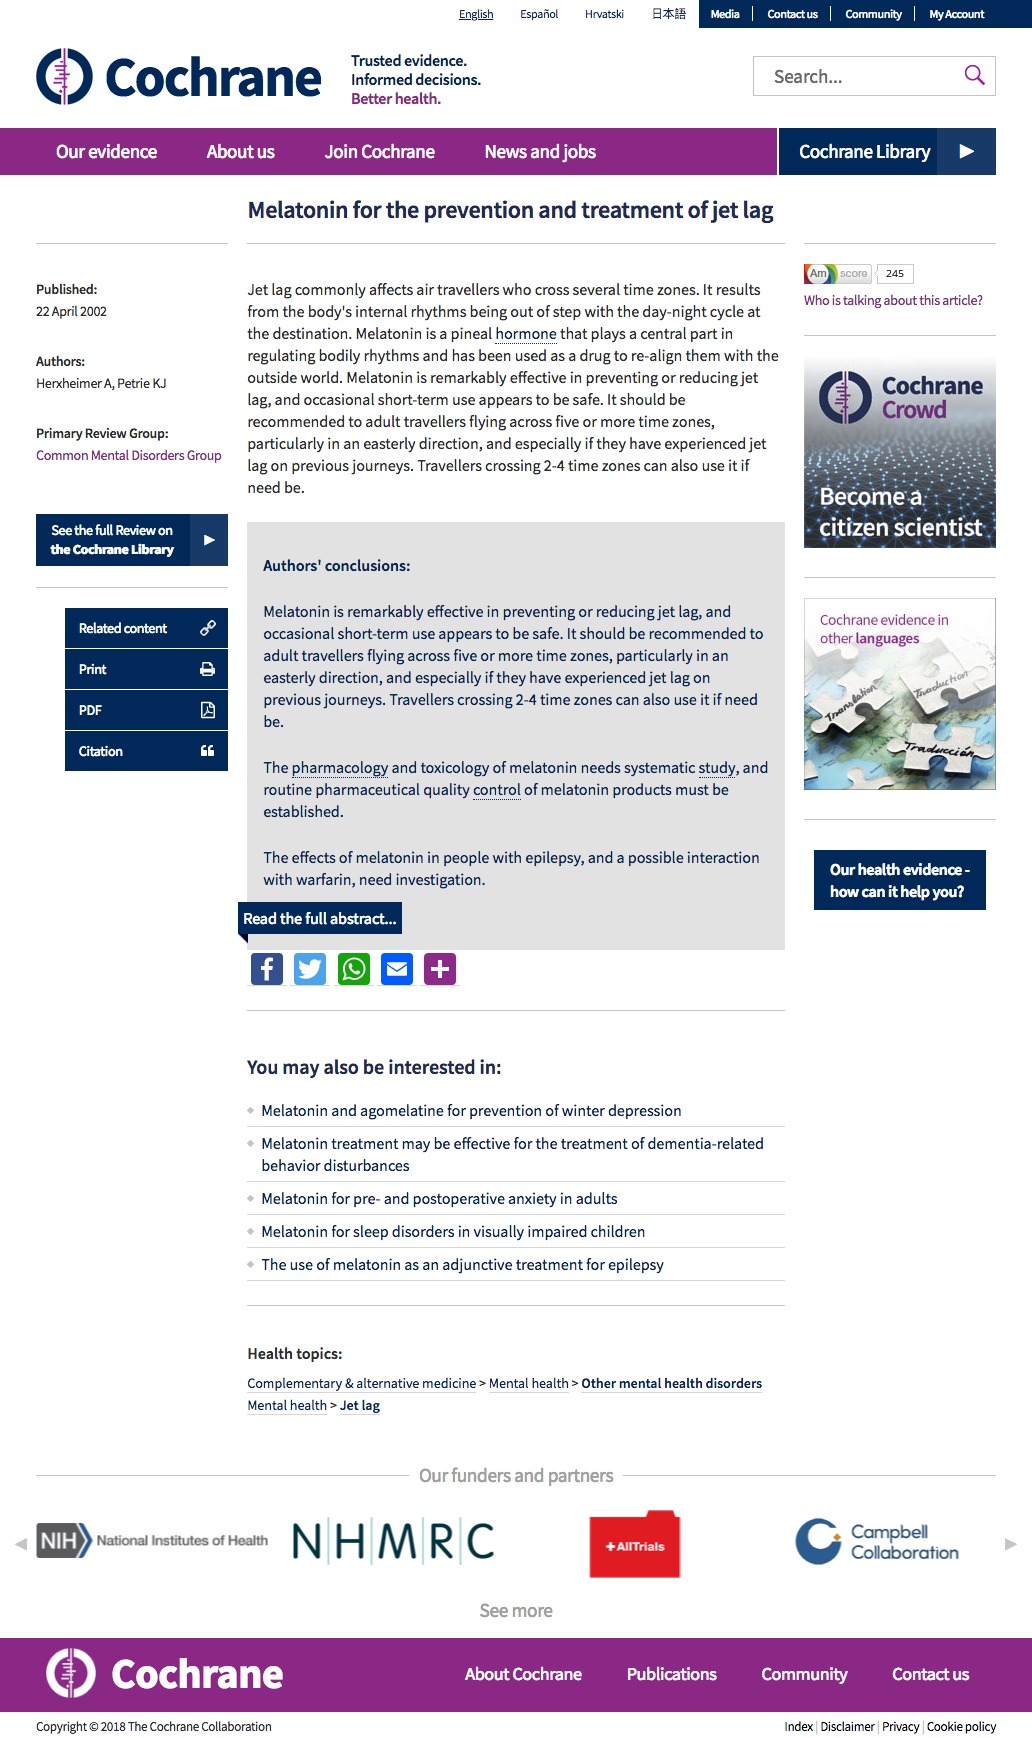 English Español Hrvatski 日本語 Media Contact us Community My Account
Cochrane
Trusted evidence.
Informed decisions.
Better health.
Search...
Our evidence About us Join Cochrane News and jobs Cochrane Library
Melatonin for the prevention and treatment of jet lag
Published:
22 April 2002
Authors:
Herxheimer A, Petrie KJ
Primary Review Group:
Common Mental Disorders Group
See the full Review on
the Cochrane Library
Related content
Print
PDF
Citation
Jet lag commonly affects air travellers who cross several time zones. It results
from the body's internal rhythms being out of step with the day-night cycle at
the destination. Melatonin is a pineal hormone that plays a central part in
regulating bodily rhythms and has been used as a drug to re-align them with the
outside world. Melatonin is remarkably effective in preventing or reducing jet
lag, and occasional short-term use appears to be safe. It should be
recommended to adult travellers flying across five or more time zones,
particularly in an easterly direction, and especially if they have experienced jet
lag on previous journeys. Travellers crossing 2-4 time zones can also use it if
need be.
Authors' conclusions:
Melatonin is remarkably effective in preventing or reducing jet lag, and
occasional short-term use appears to be safe. It should be recommended to
adult travellers flying across five or more time zones, particularly in an
easterly direction, and especially if they have experienced jet lag on
previous journeys. Travellers crossing 2-4 time zones can also use it if need
be.
The pharmacology and toxicology of melatonin needs systematic study, and
routine pharmaceutical quality control of melatonin products must be
established.
The effects of melatonin in people with epilepsy, and a possible interaction
with warfarin, need investigation.
Read the full abstract...
Am score 245
Who is talking about this article?
Cochrane
Crowd
Become a
citizen scientist
Cochrane evidence in
other languages
Translation
Traduction
Traducción
Our health evidence -
how can it help you?
You may also be interested in:
Melatonin and agomelatine for prevention of winter depression
Melatonin treatment may be effective for the treatment of dementia-related
behavior disturbances
Melatonin for pre- and postoperative anxiety in adults
Melatonin for sleep disorders in visually impaired children
The use of melatonin as an adjunctive treatment for epilepsy
Health topics:
Complementary & alternative medicine > Mental health > Other mental health disorders
Mental health > Jet lag
Our funders and partners
NIH National Institutes of Health
NHMRC
+AllTrials
Campbell
Collaboration
See more
Cochrane
About Cochrane Publications Community Contact us
Copyright © 2018 The Cochrane Collaboration
Index | Disclaimer | Privacy | Cookie policy